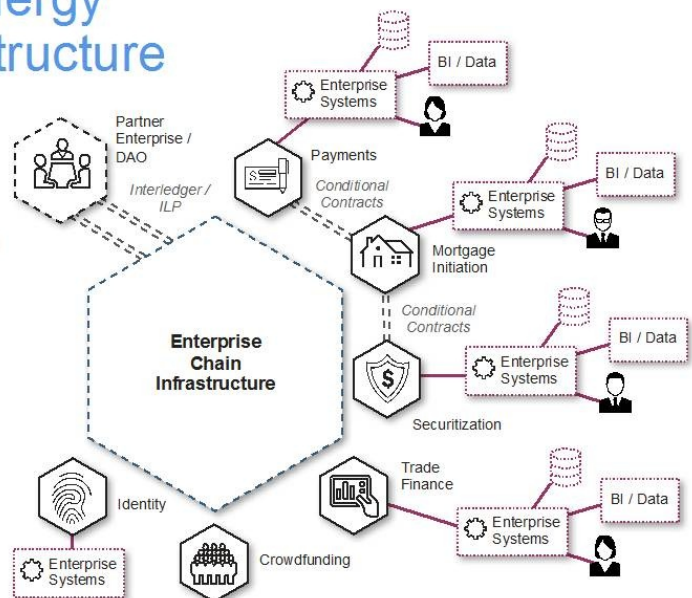 nergy
tructure
Partner
Enterprise /
DAO
Interledger /
ILP
Enterprise
Systems
BI / Data
Payments
Conditional
Contracts
Enterprise
Systems
BI / Data
Mortgage
Initiation
Conditional
Contracts
Enterprise
Chain
Infrastructure
Enterprise
Systems
BI / Data
$
Securitization
Trade
Finance
Enterprise
Systems
BI / Data
Identity
Enterprise
Systems
Crowdfunding